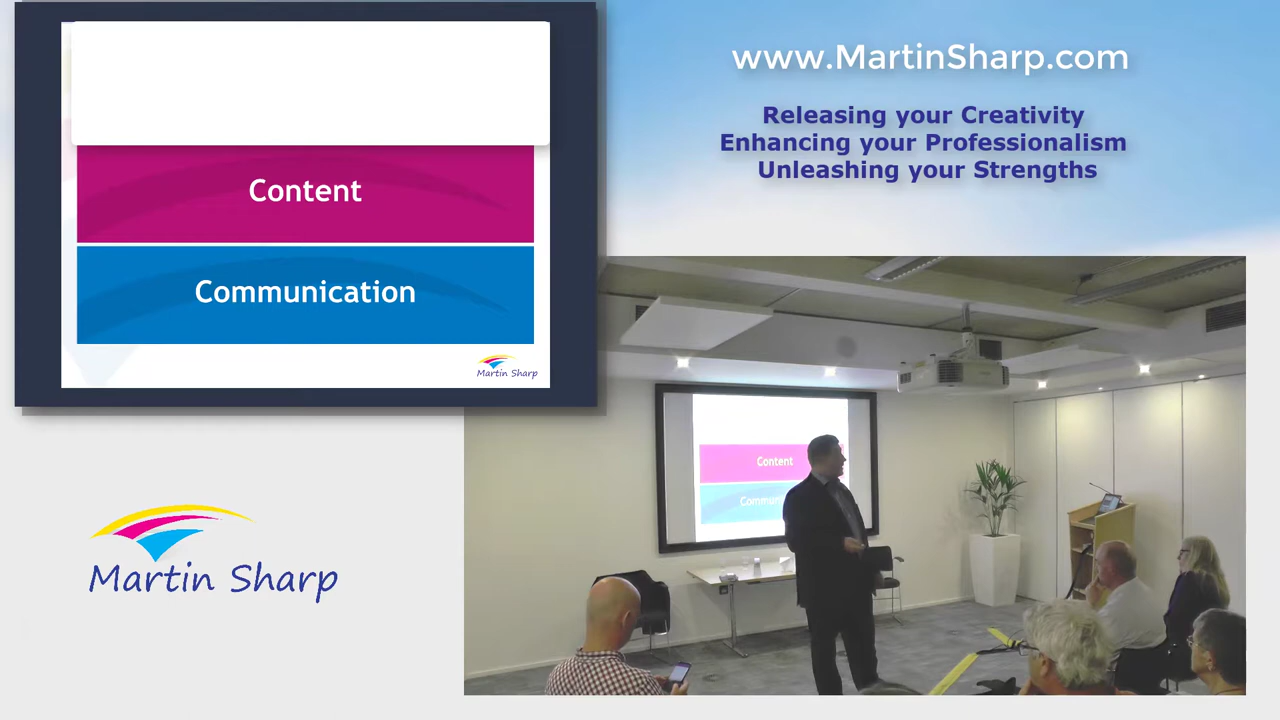 www.MartinSharp.com
Releasing your Creativity
Enhancing your Professionalism
Unleashing your Strengths
Content
Communication
Martin Sharp
Content
Martin Sharp